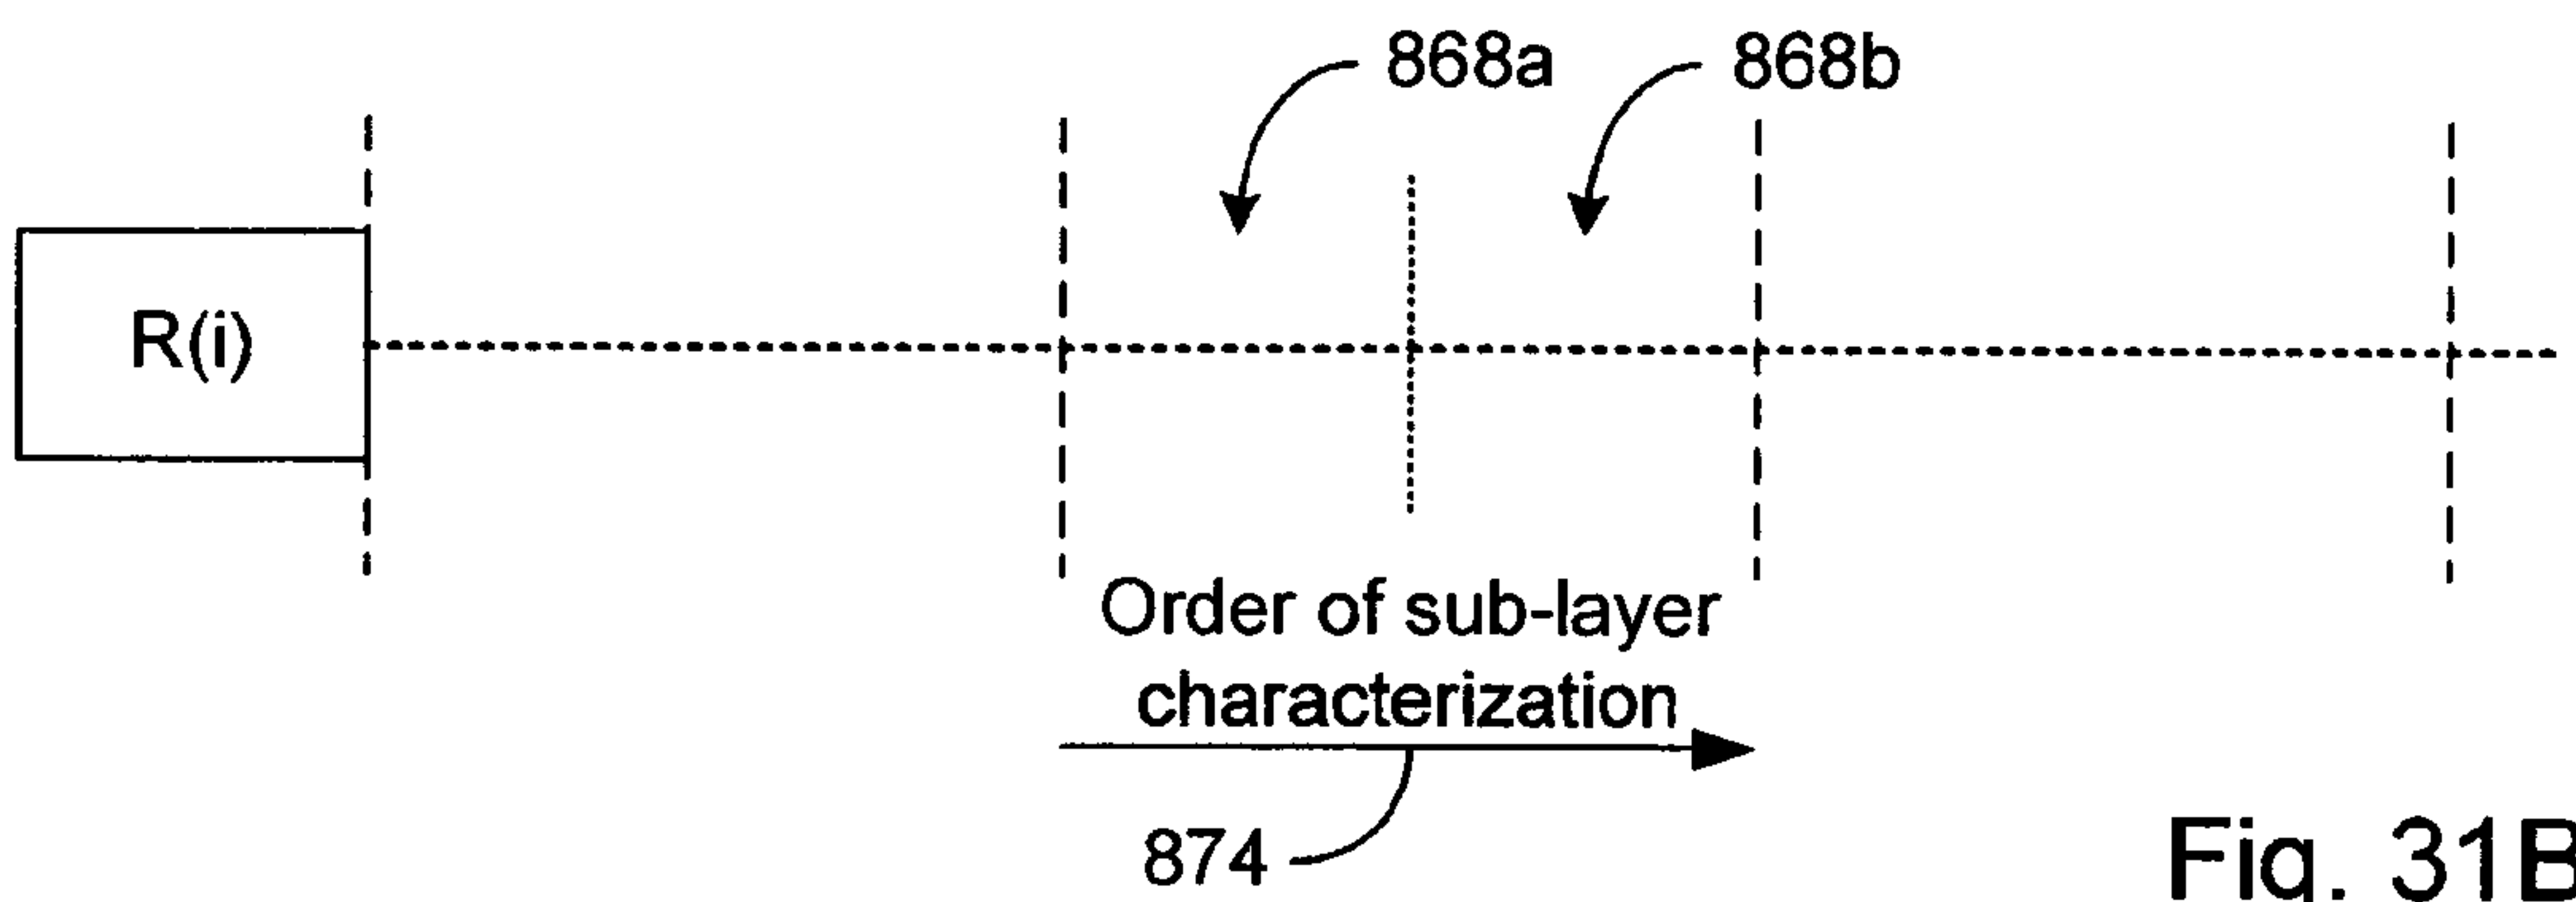 868a
868b
R(i)
Order of sub-layer
characterization
874
Fig. 31B